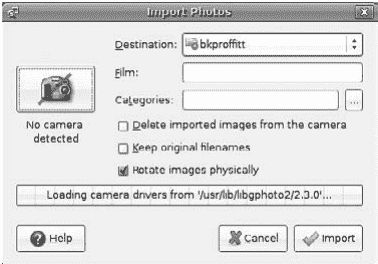 Import Photos
Destination: bkproffitt
Film:
Categories: ...
No camera
detected
Delete imported images from the camera
Keep original filenames
Rotate images physically
Loading camera drivers from '/usr/lib/libgphoto2/2.3.0'...
Help Cancel Import